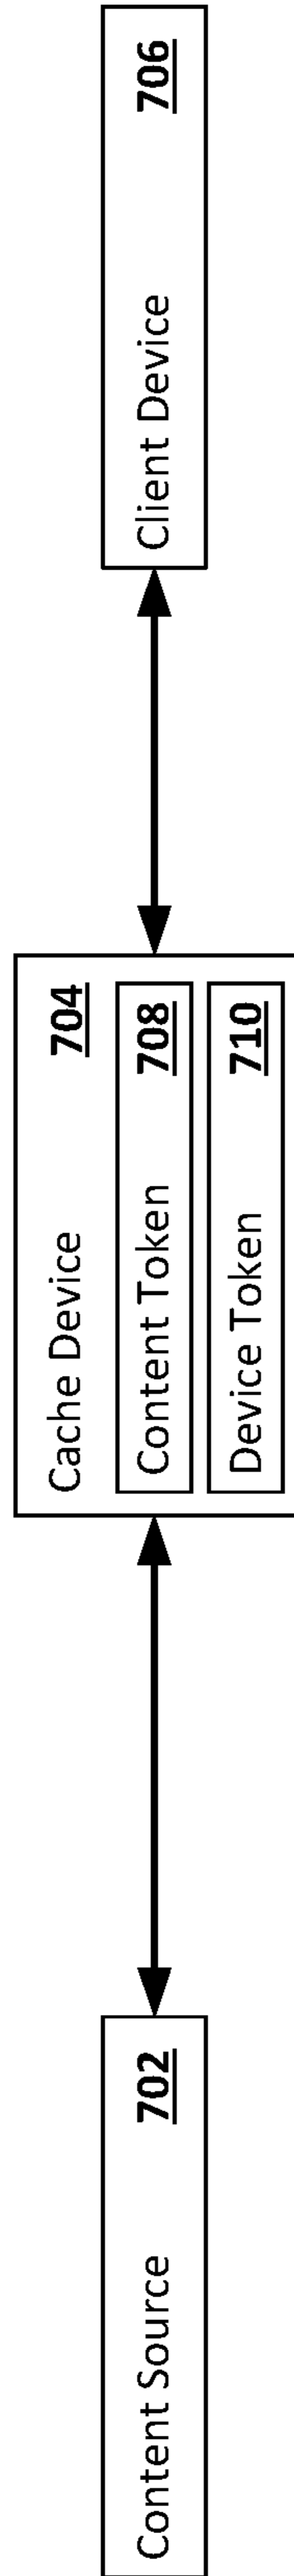 Content Source 702
Cache Device 704
Content Token 708
Device Token 710
Client Device 706